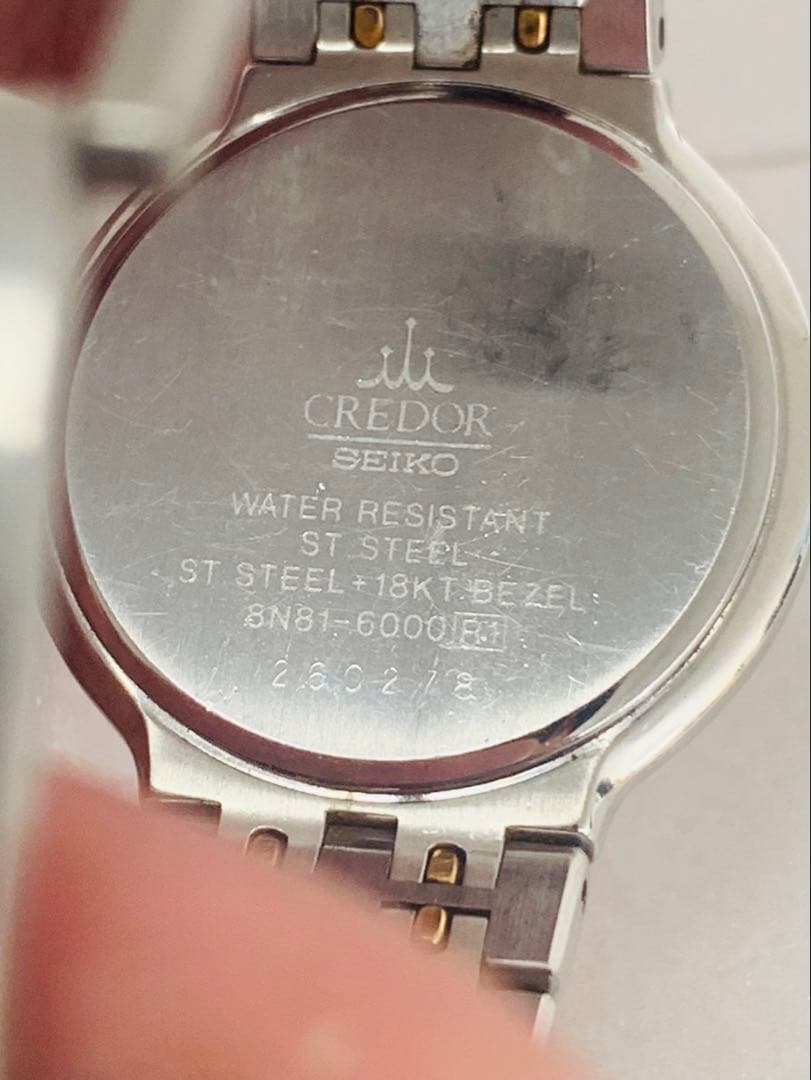 CREDOR
SEIKO
WATER RESISTANT
ST. STEEL
ST. STEEL+18KT.BEZEL
8N81-6000 R1
260278